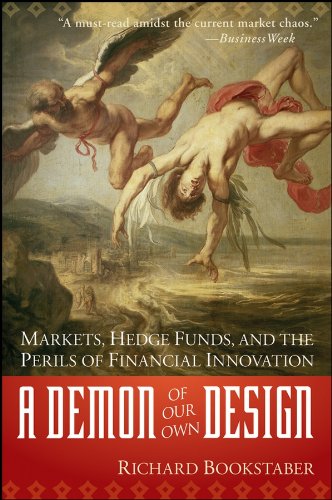 "A must-read amidst the current market chaos."
—BusinessWeek
MARKETS, HEDGE FUNDS, AND THE
PERILS OF FINANCIAL INNOVATION
A DEMON OF OUR OWN DESIGN
RICHARD BOOKSTABER